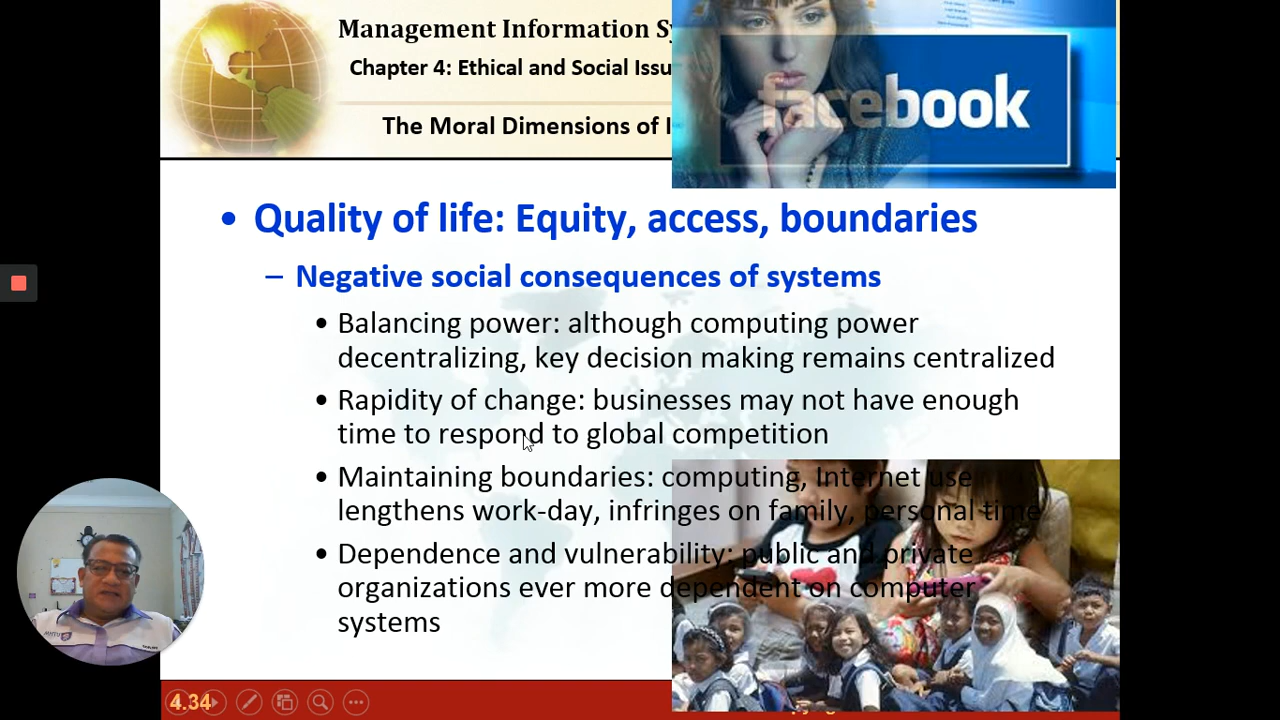 Management Information Sy
Chapter 4: Ethical and Social Issu
The Moral Dimensions of I
facebook
• Quality of life: Equity, access, boundaries
– Negative social consequences of systems
• Balancing power: although computing power
decentralizing, key decision making remains centralized
• Rapidity of change: businesses may not have enough
time to respond to global competition
• Maintaining boundaries: computing, Internet use
lengthens work-day, infringes on family, personal time
• Dependence and vulnerability: public and private
organizations ever more dependent on computer
systems
4.34